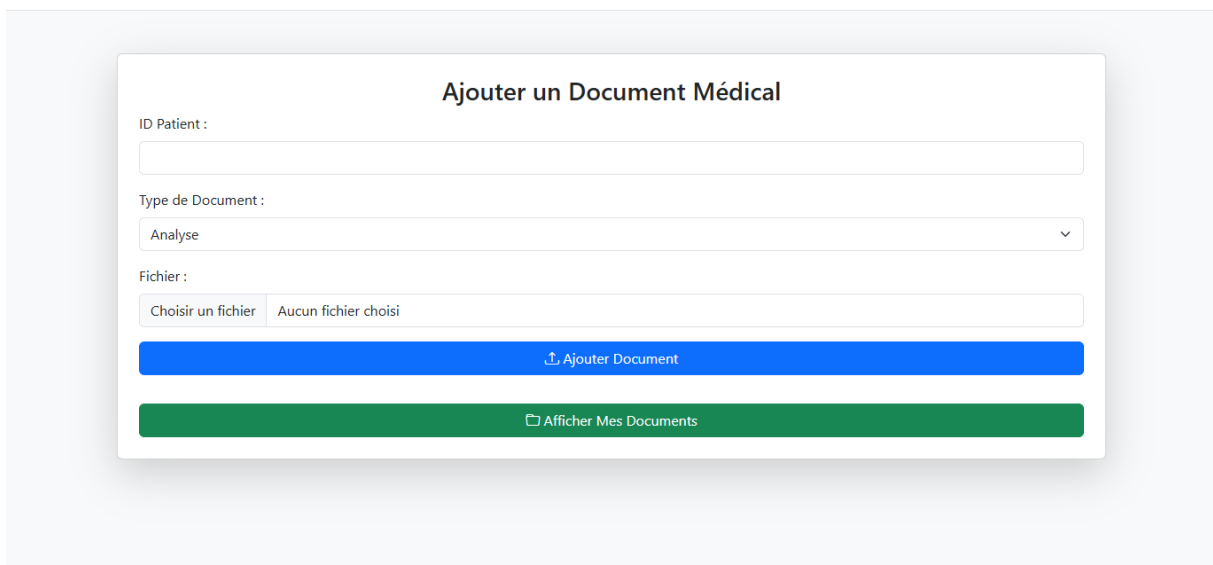 Ajouter un Document Médical
ID Patient :
Type de Document :
Analyse
Fichier :
Choisir un fichier Aucun fichier choisi
Ajouter Document
Afficher Mes Documents